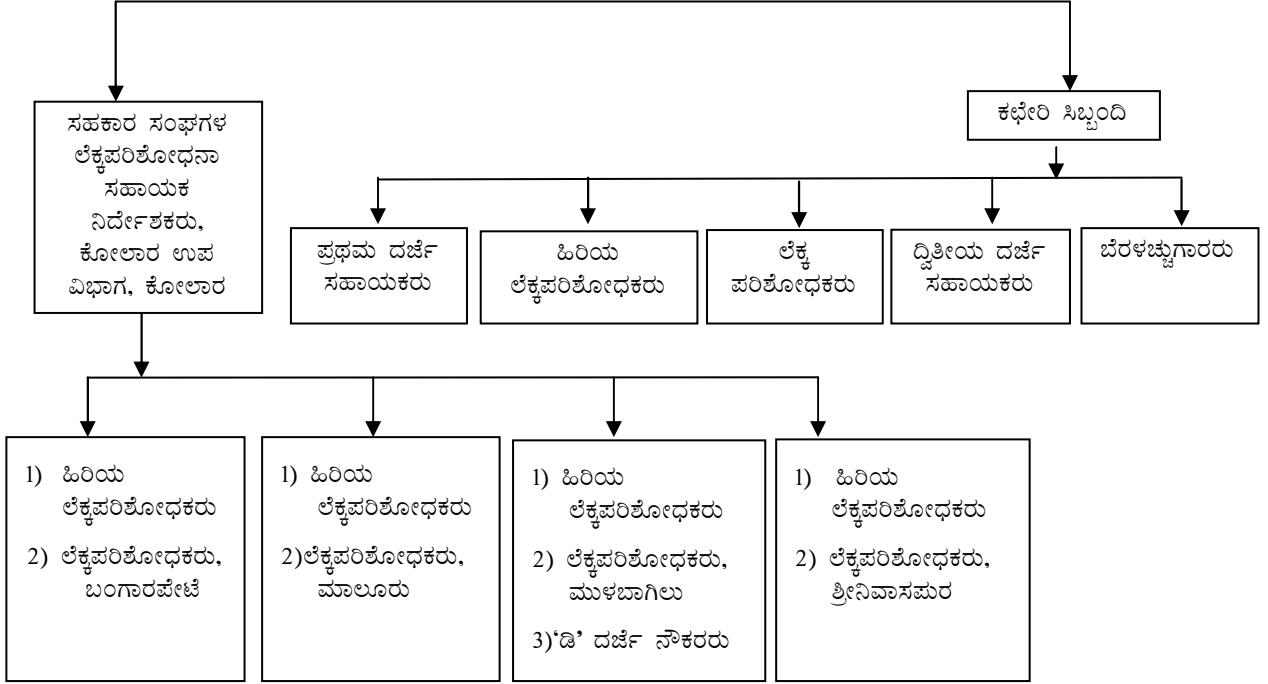 ಸಹಕಾರ ಸಂಘಗಳ
ಲೆಕ್ಕಪರಿಶೋಧನಾ
ಸಹಾಯಕ
ನಿರ್ದೇಶಕರು,
ಕೋಲಾರ ಉಪ
ವಿಭಾಗ, ಕೋಲಾರ
ಕಛೇರಿ ಸಿಬ್ಬಂದಿ
ಪ್ರಥಮ ದರ್ಜೆ
ಸಹಾಯಕರು
ಹಿರಿಯ
ಲೆಕ್ಕಪರಿಶೋಧಕರು
ಲೆಕ್ಕ
ಪರಿಶೋಧಕರು
ದ್ವಿತೀಯ ದರ್ಜೆ
ಸಹಾಯಕರು
ಬೆರಳಚ್ಚುಗಾರರು
1) ಹಿರಿಯ
ಲೆಕ್ಕಪರಿಶೋಧಕರು
2) ಲೆಕ್ಕಪರಿಶೋಧಕರು,
ಬಂಗಾರಪೇಟೆ
1) ಹಿರಿಯ
ಲೆಕ್ಕಪರಿಶೋಧಕರು
2)ಲೆಕ್ಕಪರಿಶೋಧಕರು,
ಮಾಲೂರು
1) ಹಿರಿಯ
ಲೆಕ್ಕಪರಿಶೋಧಕರು
2) ಲೆಕ್ಕಪರಿಶೋಧಕರು,
ಮುಳಬಾಗಿಲು
3)‘ಡಿ’ ದರ್ಜೆ ನೌಕರರು
1) ಹಿರಿಯ
ಲೆಕ್ಕಪರಿಶೋಧಕರು
2) ಲೆಕ್ಕಪರಿಶೋಧಕರು,
ಶ್ರೀನಿವಾಸಪುರ